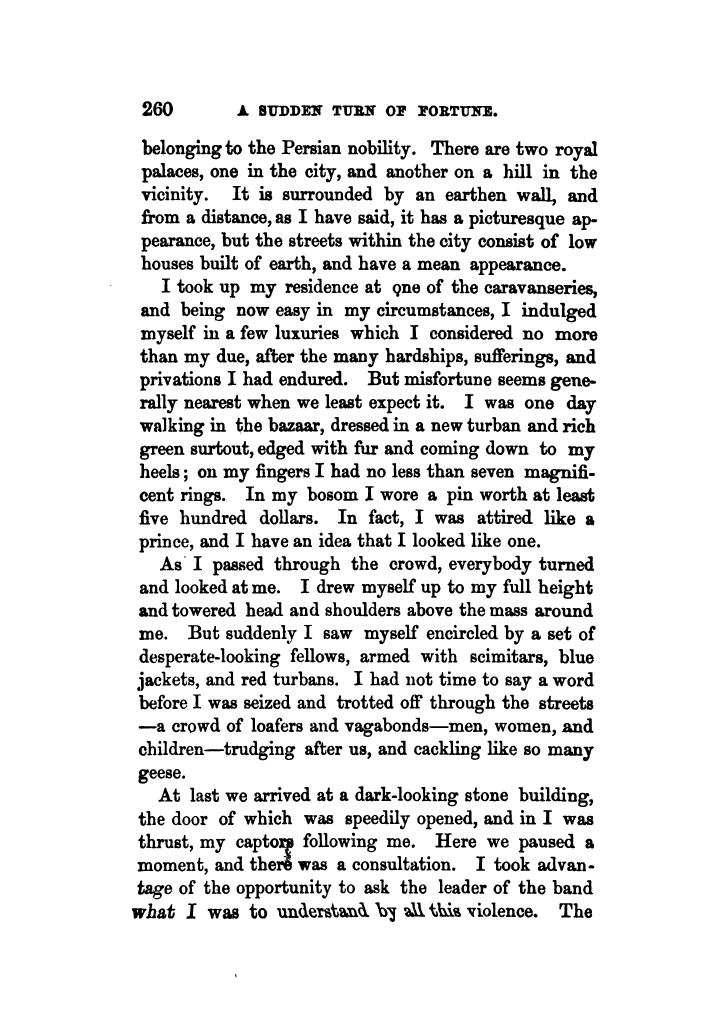 260 A SUDDEN TURN OF FORTUNE.
belonging to the Persian nobility. There are two royal
palaces, one in the city, and another on a hill in the
vicinity. It is surrounded by an earthen wall, and
from a distance, as I have said, it has a picturesque ap-
pearance, but the streets within the city consist of low
houses built of earth, and have a mean appearance.
I took up my residence at one of the caravanseries,
and being now easy in my circumstances, I indulged
myself in a few luxuries which I considered no more
than my due, after the many hardships, sufferings, and
privations I had endured. But misfortune seems gene-
rally nearest when we least expect it. I was one day
walking in the bazaar, dressed in a new turban and rich
green surtout, edged with fur and coming down to my
heels; on my fingers I had no less than seven magnifi-
cent rings. In my bosom I wore a pin worth at least
five hundred dollars. In fact, I was attired like a
prince, and I have an idea that I looked like one.
As I passed through the crowd, everybody turned
and looked at me. I drew myself up to my full height
and towered head and shoulders above the mass around
me. But suddenly I saw myself encircled by a set of
desperate-looking fellows, armed with scimitars, blue
jackets, and red turbans. I had not time to say a word
before I was seized and trotted off through the streets
—a crowd of loafers and vagabonds—men, women, and
children—trudging after us, and cackling like so many
geese.
At last we arrived at a dark-looking stone building,
the door of which was speedily opened, and in I was
thrust, my captors following me. Here we paused a
moment, and there was a consultation. I took advan-
tage of the opportunity to ask the leader of the band
what I was to understand by all this violence. The